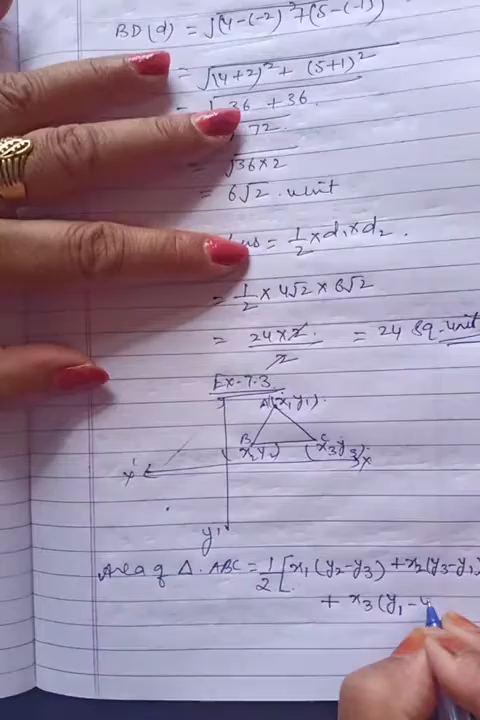 BD(d) = √(4-(-2)²+(5-(-1)
= √(4+2)² + (5+1)²
= √36 + 36.
72.
= √36×2
= 6√2 . unit
= 1/2 × d₁ × d₂ .
= 1/2 × 4√2 × 6√2
= 24×2 / 2 = 24 sq. unit
Ex-7.3
y
A(x₁ y₁).
B C
x₂ y₂) (x₃ y₃)
x' x
y'
Area of Δ. ABC = 1/2 [x₁(y₂-y₃) + x₂(y₃-y₁)
+ x₃(y₁-